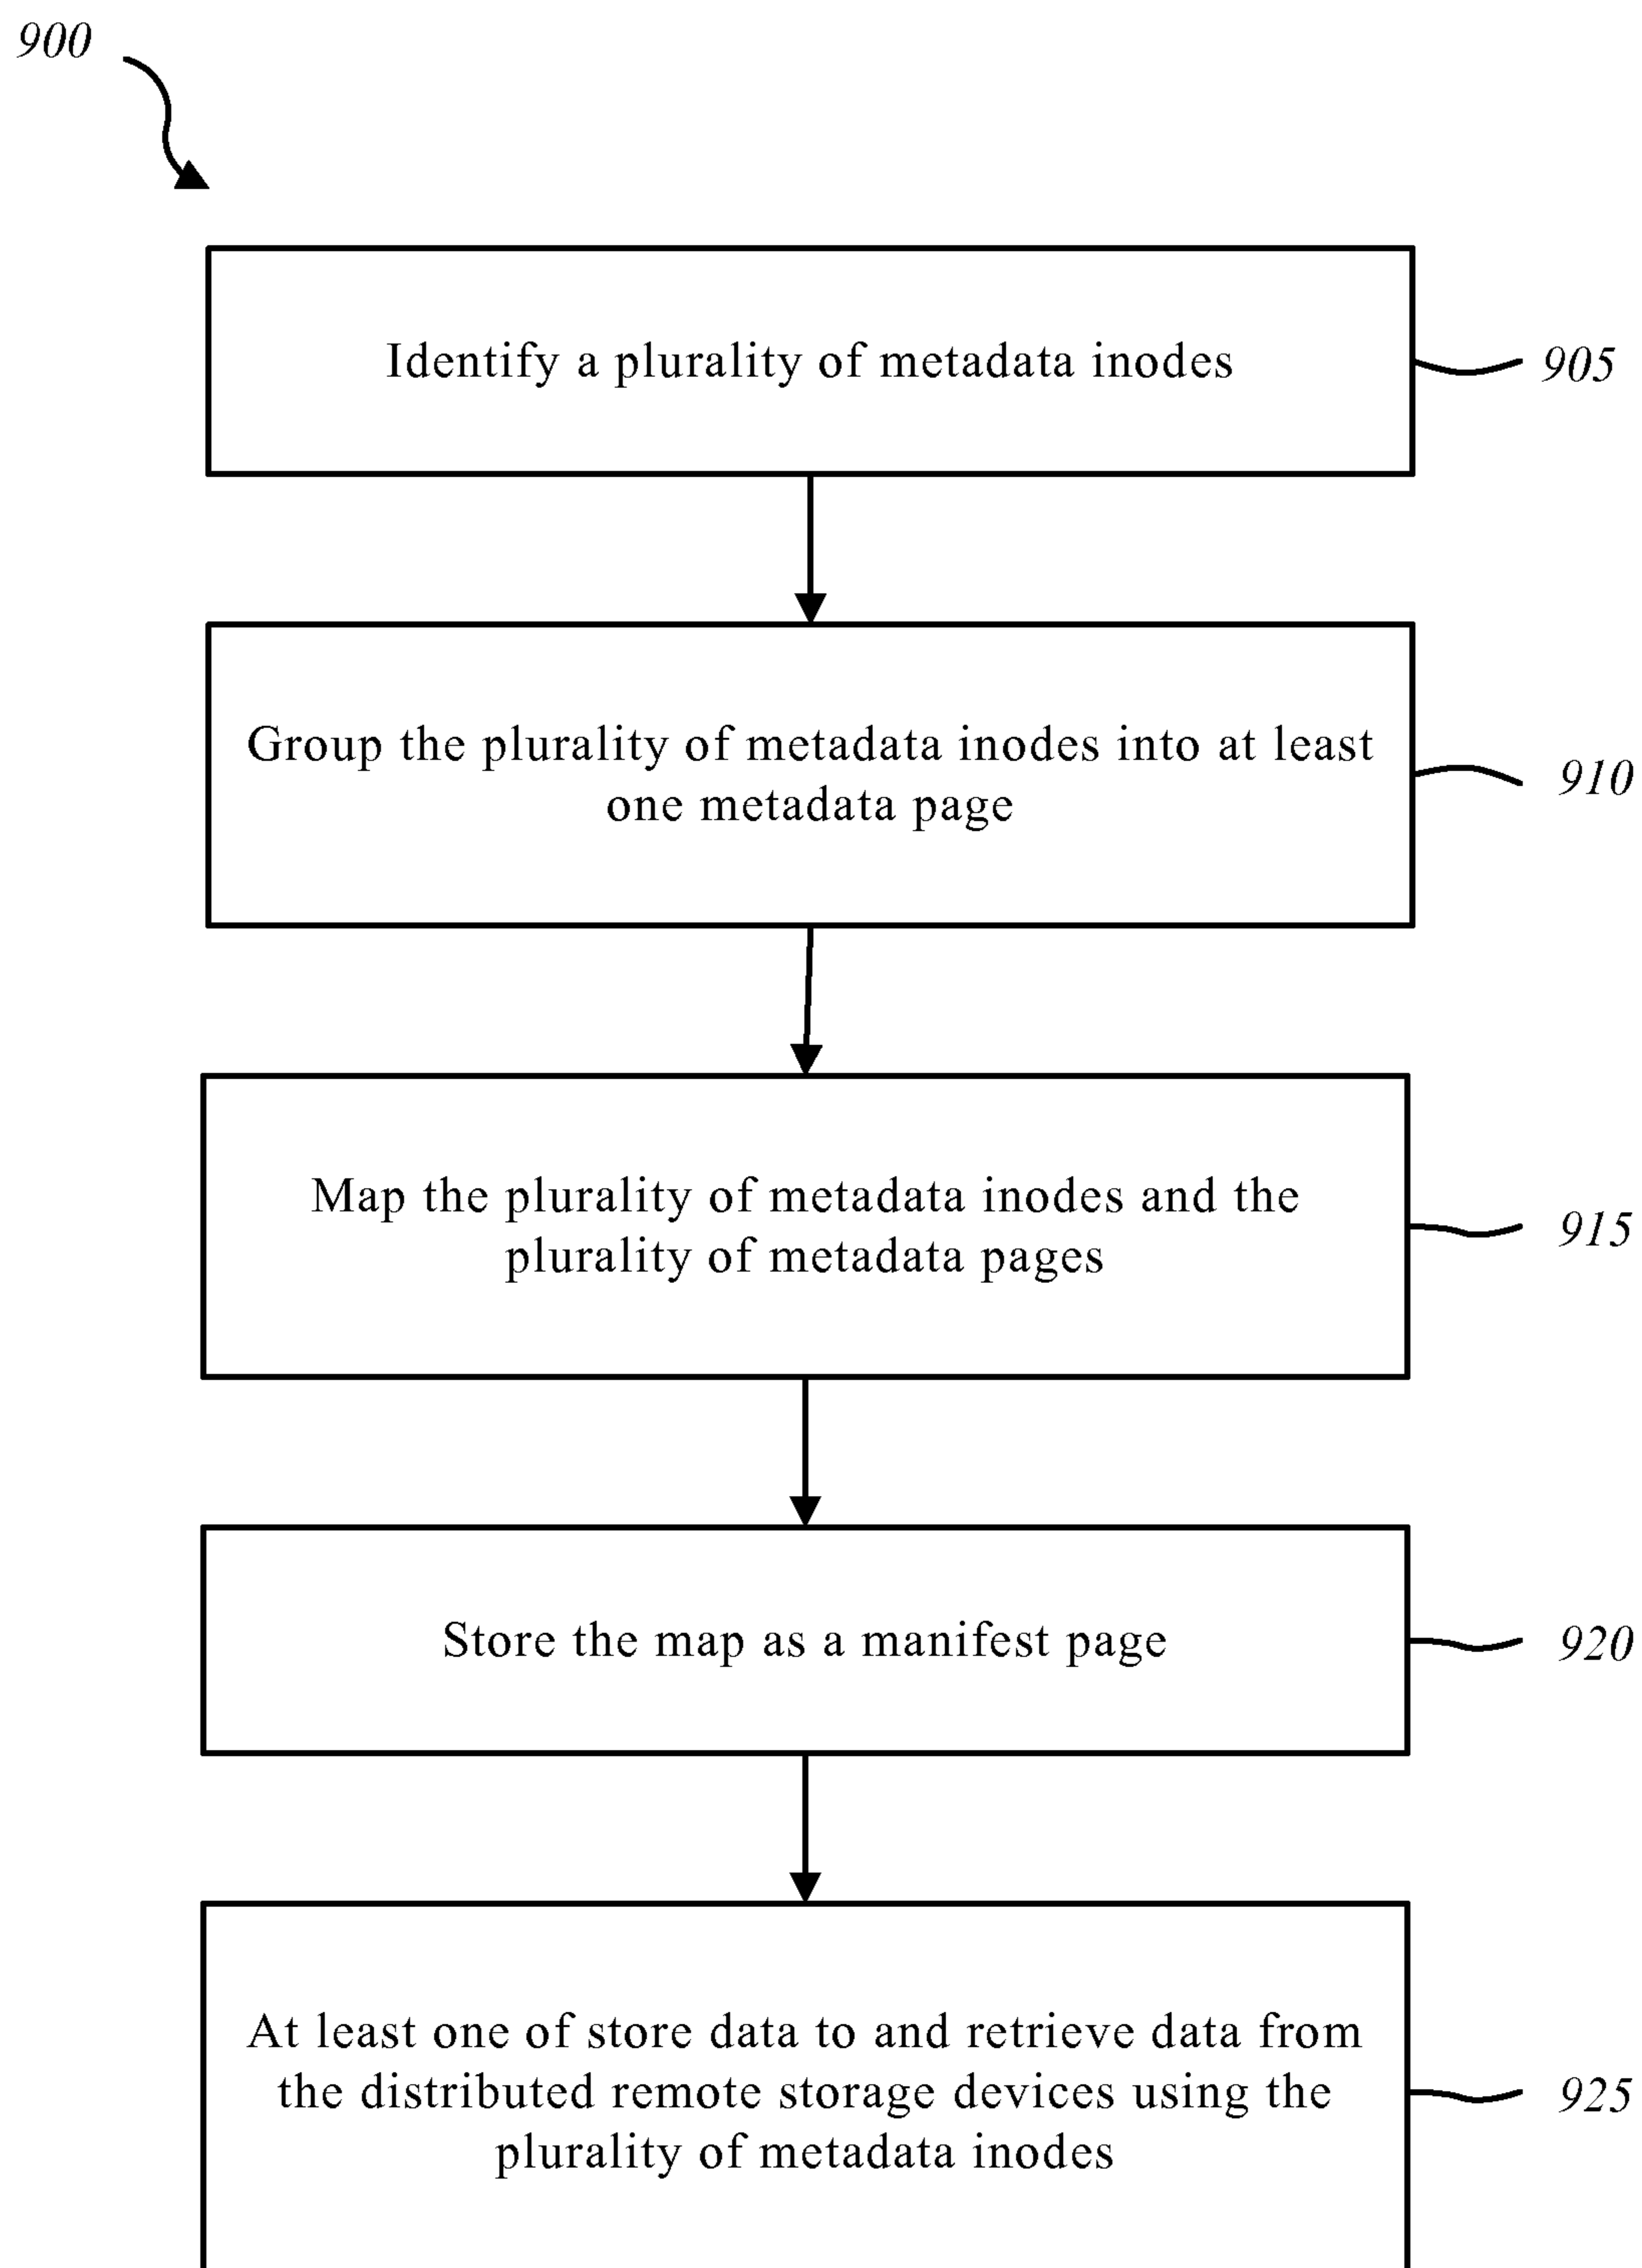 900
Identify a plurality of metadata inodes
905
Group the plurality of metadata inodes into at least
one metadata page
910
Map the plurality of metadata inodes and the
plurality of metadata pages
915
Store the map as a manifest page
920
At least one of store data to and retrieve data from
the distributed remote storage devices using the
plurality of metadata inodes
925